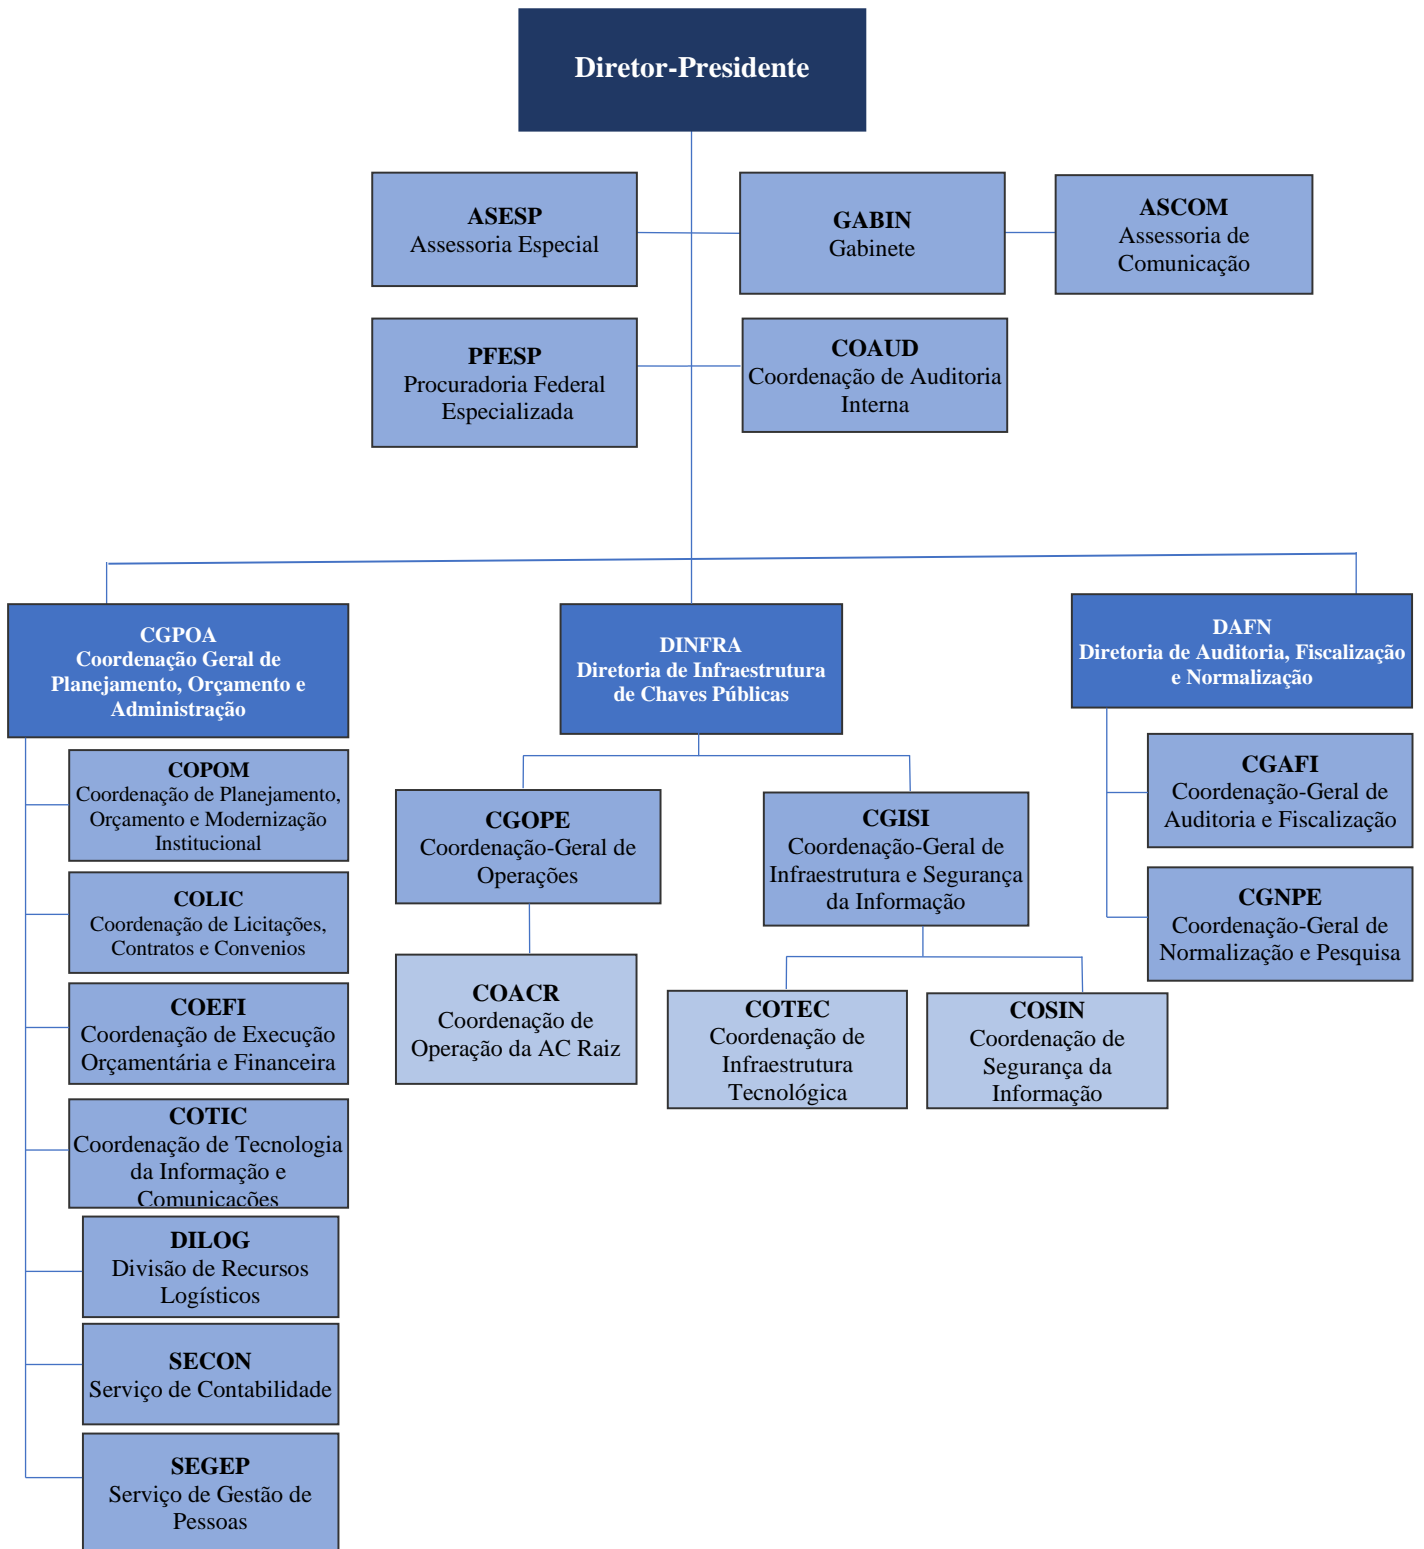 Diretor-Presidente
ASESP
Assessoria Especial
GABIN
Gabinete
ASCOM
Assessoria de
Comunicação
PFESP
Procuradoria Federal
Especializada
COAUD
Coordenação de Auditoria
Interna
CGPOA
Coordenação Geral de
Planejamento, Orçamento e
Administração
DINFRA
Diretoria de Infraestrutura
de Chaves Públicas
DAFN
Diretoria de Auditoria, Fiscalização
e Normalização
COPOM
Coordenação de Planejamento,
Orçamento e Modernização
Institucional
COLIC
Coordenação de Licitações,
Contratos e Convenios
COEFI
Coordenação de Execução
Orçamentária e Financeira
COTIC
Coordenação de Tecnologia
da Informação e
Comunicações
DILOG
Divisão de Recursos
Logísticos
SECON
Serviço de Contabilidade
SEGEP
Serviço de Gestão de
Pessoas
CGOPE
Coordenação-Geral de
Operações
COACR
Coordenação de
Operação da AC Raiz
CGISI
Coordenação-Geral de
Infraestrutura e Segurança
da Informação
COTEC
Coordenação de
Infraestrutura
Tecnológica
COSIN
Coordenação de
Segurança da
Informação
CGAFI
Coordenação-Geral de
Auditoria e Fiscalização
CGNPE
Coordenação-Geral de
Normalização e Pesquisa